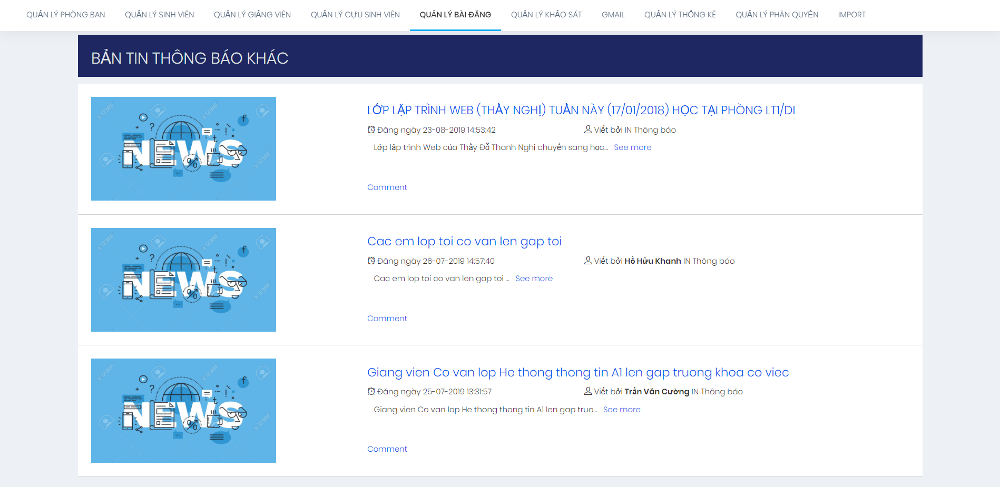 QUẢN LÝ PHÒNG BAN QUẢN LÝ SINH VIÊN QUẢN LÝ GIẢNG VIÊN QUẢN LÝ CỰU SINH VIÊN QUẢN LÝ BÀI ĐĂNG QUẢN LÝ KHẢO SÁT GMAIL QUẢN LÝ THỐNG KÊ QUẢN LÝ PHÂN QUYỀN IMPORT
BẢN TIN THÔNG BÁO KHÁC
NEWS
123RF
LỚP LẬP TRÌNH WEB (THẦY NGHỊ) TUẦN NÀY (17/01/2018) HỌC TẠI PHÒNG LT1/DI
Đăng ngày 23-08-2019 14:53:42 Viết bởi IN Thông báo
Lớp lập trình Web của Thầy Đỗ Thanh Nghị chuyển sang học... See more
Comment
NEWS
123RF
Cac em lop toi co van len gap toi
Đăng ngày 26-07-2019 14:57:40 Viết bởi Hồ Hữu Khanh IN Thông báo
Cac em lop toi co van len gap toi ... See more
Comment
NEWS
123RF
Giang vien Co van lop He thong thong tin A1 len gap truong khoa co viec
Đăng ngày 25-07-2019 13:31:57 Viết bởi Trần Văn Cường IN Thông báo
Giang vien Co van lop He thong thong tin A1 len gap truo... See more
Comment